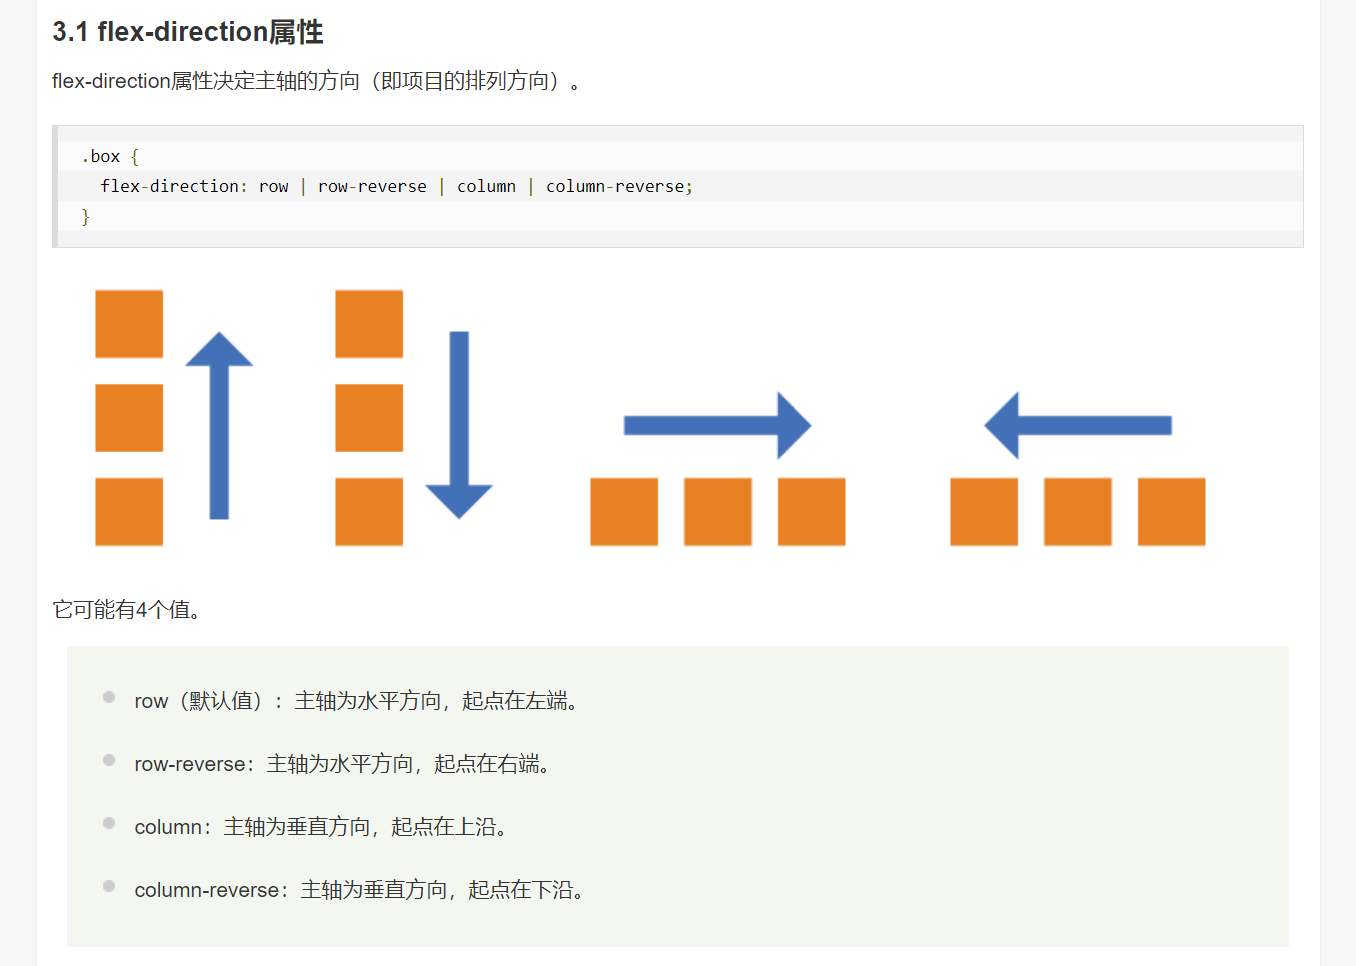 3.1 flex-direction属性
flex-direction属性决定主轴的方向（即项目的排列方向）。
.box {
  flex-direction: row | row-reverse | column | column-reverse;
}
它可能有4个值。
row（默认值）：主轴为水平方向，起点在左端。
row-reverse：主轴为水平方向，起点在右端。
column：主轴为垂直方向，起点在上沿。
column-reverse：主轴为垂直方向，起点在下沿。